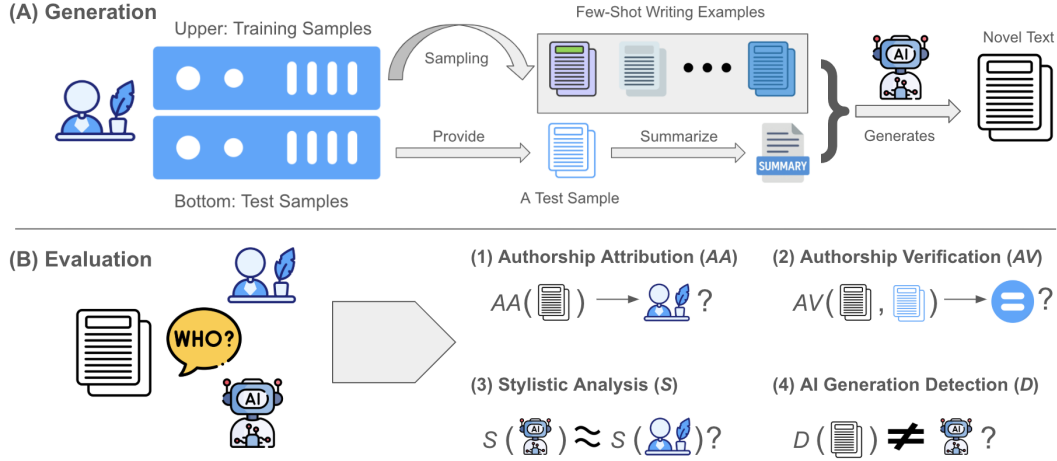 (A) Generation
Upper: Training Samples
Bottom: Test Samples
Sampling
Few-Shot Writing Examples
Provide
A Test Sample
Summarize
SUMMARY
AI
Generates
Novel Text
(B) Evaluation
WHO?
AI
(1) Authorship Attribution (AA)
AA( ) ?
(2) Authorship Verification (AV)
AV( , ) = ?
(3) Stylistic Analysis (S)
S (AI) ≈ S ( )?
(4) AI Generation Detection (D)
D ( ) ≠ AI ?